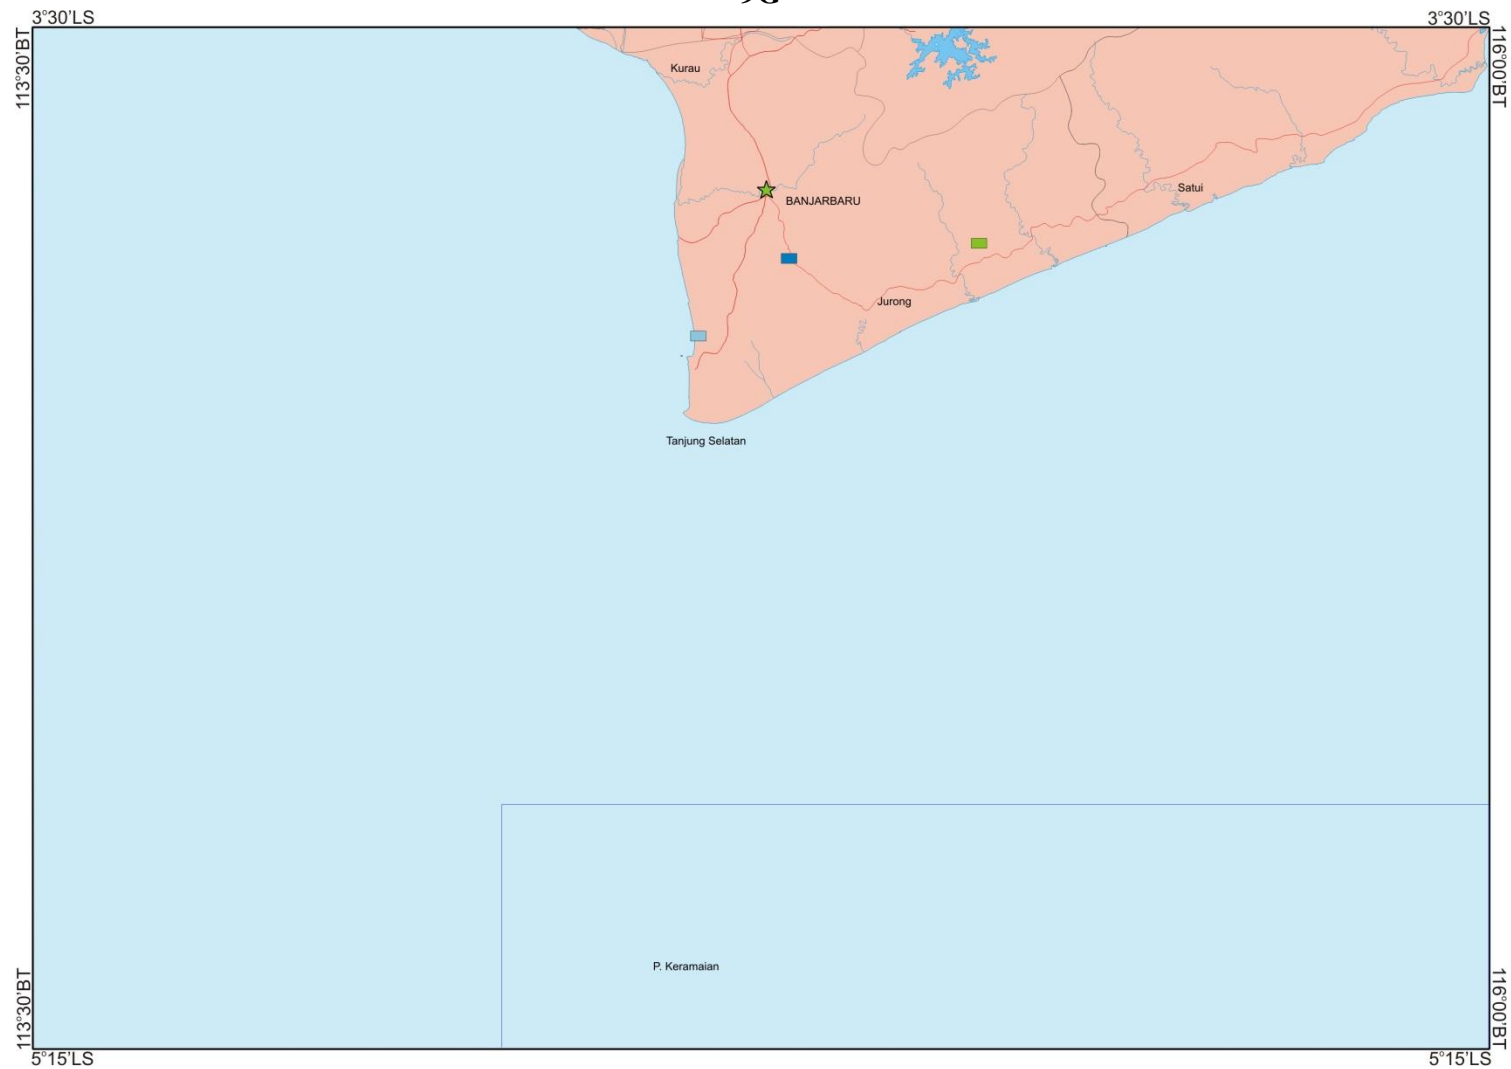 3°30'LS
3°30'LS
113°30'BT
116°00'BT
Kurau
Satui
BANJARBARU
Jurong
Tanjung Selatan
P. Keramaian
113°30'BT
116°00'BT
5°15'LS
5°15'LS